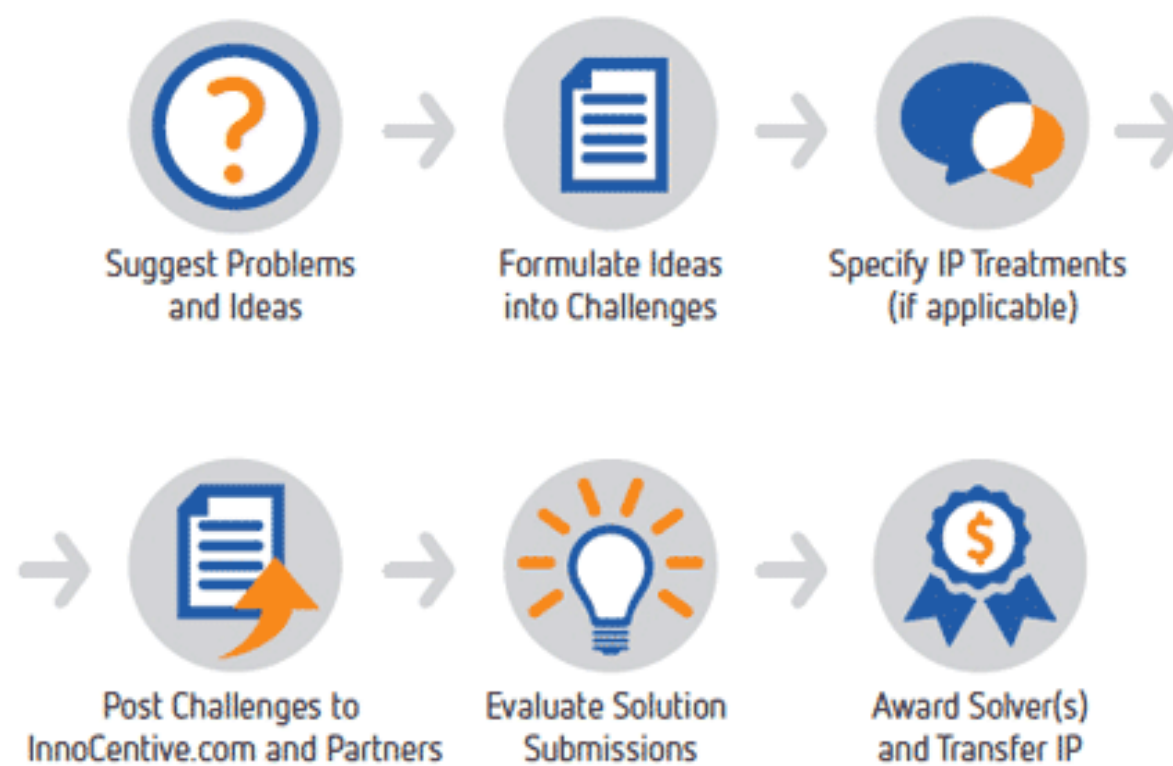 ?
Suggest Problems
and Ideas
Formulate Ideas
into Challenges
Specify IP Treatments
(if applicable)
Post Challenges to
InnoCentive.com and Partners
Evaluate Solution
Submissions
$
Award Solver(s)
and Transfer IP